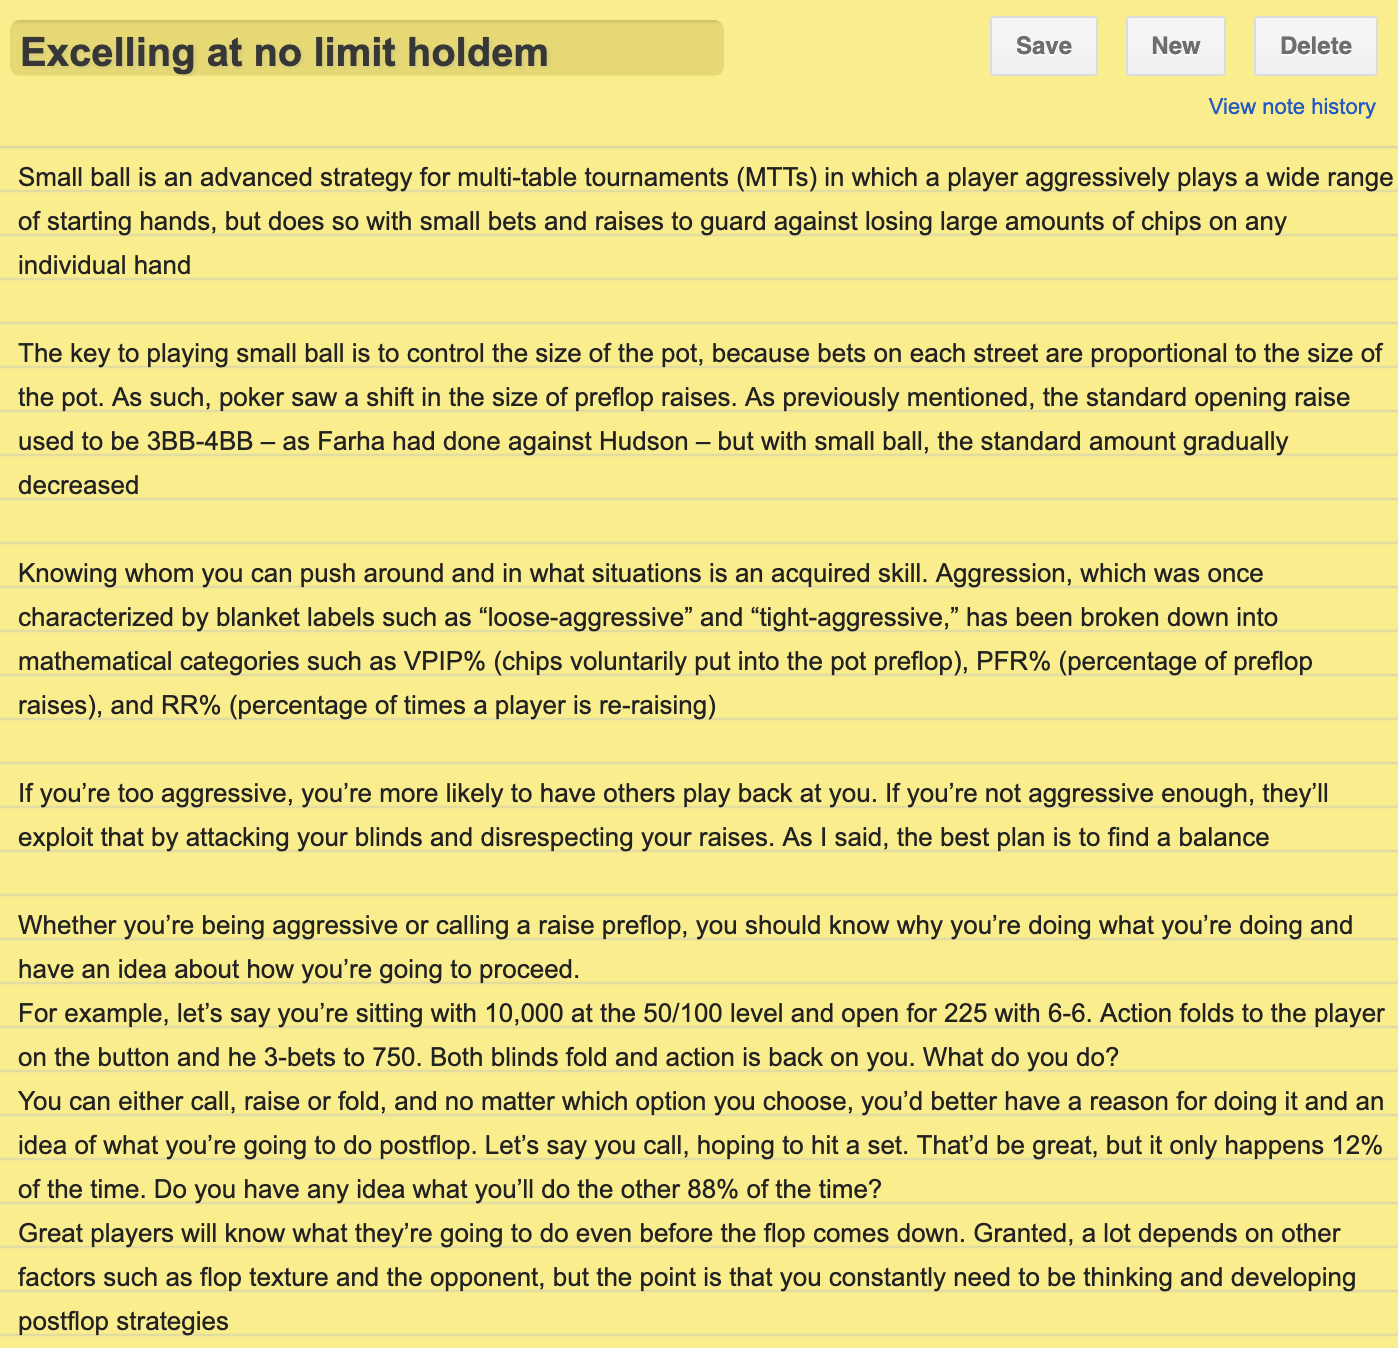 Excelling at no limit holdem
Save
New
Delete
View note history
Small ball is an advanced strategy for multi-table tournaments (MTTs) in which a player aggressively plays a wide range
of starting hands, but does so with small bets and raises to guard against losing large amounts of chips on any
individual hand
The key to playing small ball is to control the size of the pot, because bets on each street are proportional to the size of
the pot. As such, poker saw a shift in the size of preflop raises. As previously mentioned, the standard opening raise
used to be 3BB-4BB – as Farha had done against Hudson – but with small ball, the standard amount gradually
decreased
Knowing whom you can push around and in what situations is an acquired skill. Aggression, which was once
characterized by blanket labels such as “loose-aggressive” and “tight-aggressive,” has been broken down into
mathematical categories such as VPIP% (chips voluntarily put into the pot preflop), PFR% (percentage of preflop
raises), and RR% (percentage of times a player is re-raising)
If you’re too aggressive, you’re more likely to have others play back at you. If you’re not aggressive enough, they’ll
exploit that by attacking your blinds and disrespecting your raises. As I said, the best plan is to find a balance
Whether you’re being aggressive or calling a raise preflop, you should know why you’re doing what you’re doing and
have an idea about how you’re going to proceed.
For example, let’s say you’re sitting with 10,000 at the 50/100 level and open for 225 with 6-6. Action folds to the player
on the button and he 3-bets to 750. Both blinds fold and action is back on you. What do you do?
You can either call, raise or fold, and no matter which option you choose, you’d better have a reason for doing it and an
idea of what you’re going to do postflop. Let’s say you call, hoping to hit a set. That’d be great, but it only happens 12%
of the time. Do you have any idea what you’ll do the other 88% of the time?
Great players will know what they’re going to do even before the flop comes down. Granted, a lot depends on other
factors such as flop texture and the opponent, but the point is that you constantly need to be thinking and developing
postflop strategies